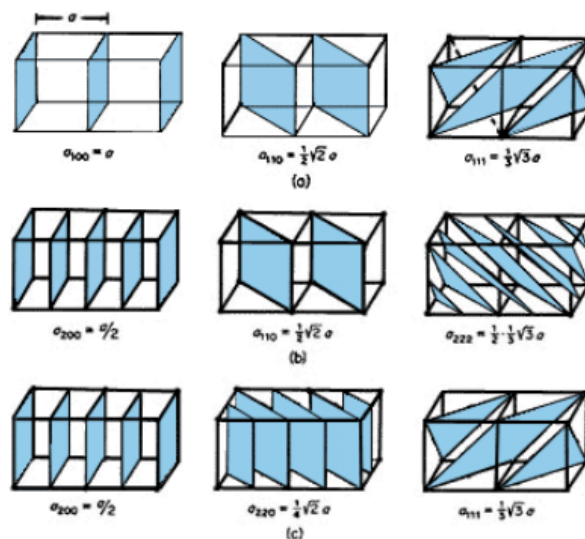 a
a₁₀₀ = a
a₁₁₀ = ½√2 a
a₁₁₁ = ⅓√3 a
(a)
a₂₀₀ = a/2
a₁₁₀ = ½√2 a
a₂₂₂ = ½·⅓√3 a
(b)
a₂₀₀ = a/2
a₂₂₀ = ¼√2 a
a₁₁₁ = ⅓√3 a
(c)